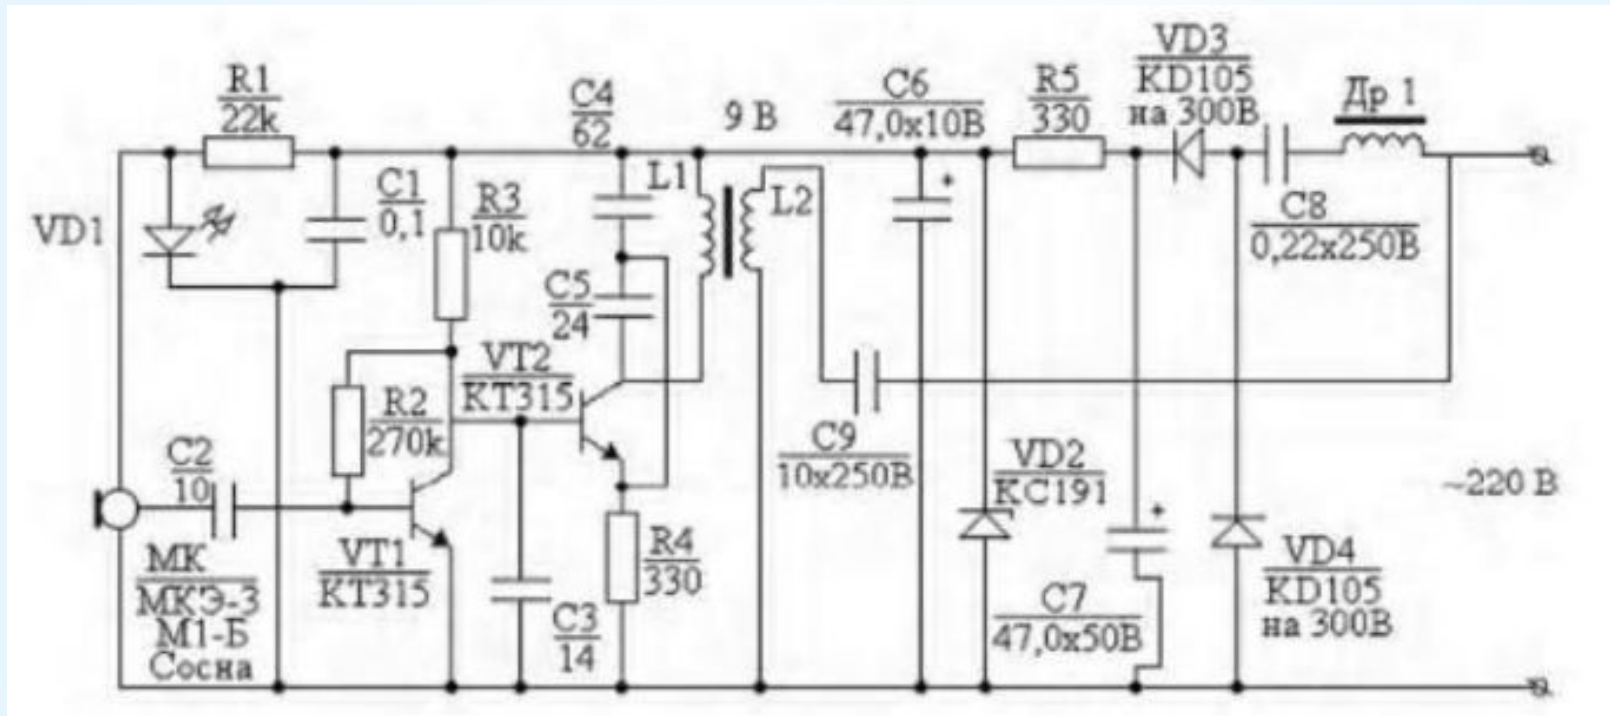 VD1
R1
22k
C1
0,1
R3
10k
C4
62
L1
9 В
L2
C6
47,0x10В
R5
330
VD3
KD105
на 300В
Др 1
C8
0,22x250В
C5
24
VT2
KT315
R2
270k
C2
10
МК
МКЭ-3
М1-Б
Сосна
VT1
KT315
C3
14
R4
330
C9
10x250В
VD2
KC191
C7
47,0x50В
VD4
KD105
на 300В
~220 В